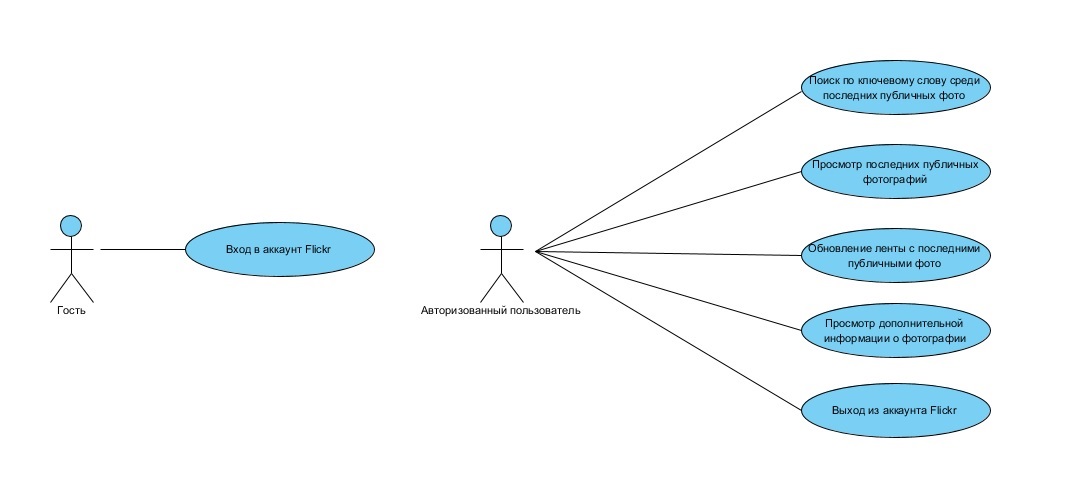 Поиск по ключевому слову среди
последних публичных фото
Просмотр последних публичных
фотографий
Вход в аккаунт Flickr
Обновление ленты с последними
публичными фото
Гость
Авторизованный пользователь
Просмотр дополнительной
информации о фотографии
Выход из аккаунта Flickr